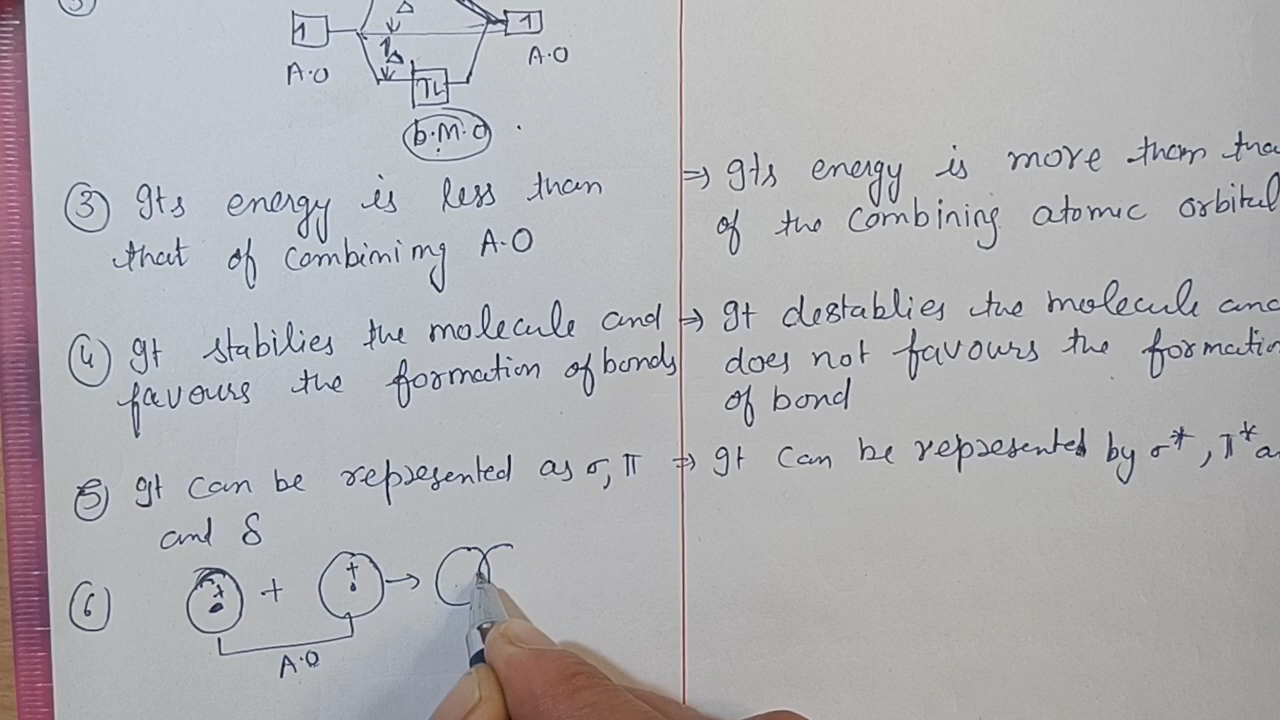 1
1
A.O
A.O
b.M.O
③ Its energy is less than
that of combining A.O
⇒ Its energy is more than tha
of the combining atomic orbital
④ It stabilies the molecule and
favours the formation of bonds
⇒ It destablies the molecule and
does not favours the formation
of bond
⑤ It can be represented as σ, π
and δ
⇒ It can be represented by σ*, π* a
⑥ + + + →
A.O